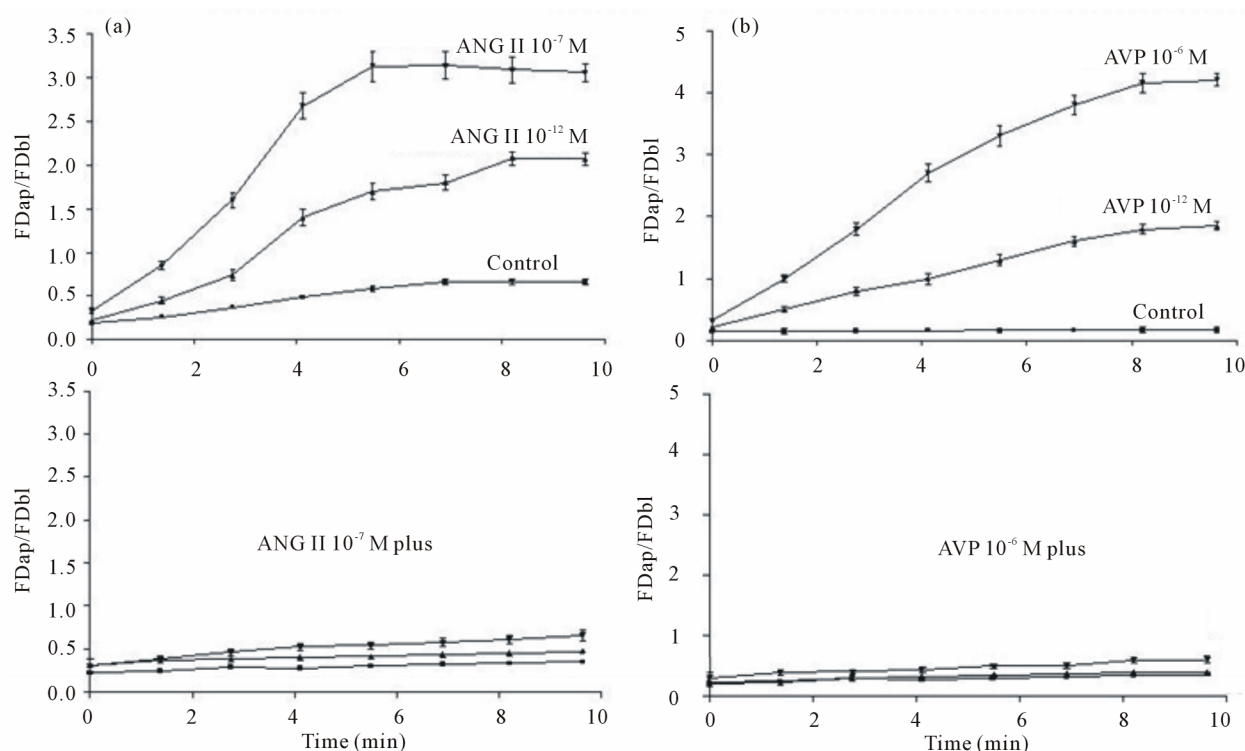 (a)
3.5
3.0
2.5
2.0
1.5
1.0
0.5
0.0
FDap/FDbl
ANG II 10⁻⁷ M
ANG II 10⁻¹² M
Control
0 2 4 6 8 10
(b)
5
4
3
2
1
0
FDap/FDbl
AVP 10⁻⁶ M
AVP 10⁻¹² M
Control
0 2 4 6 8 10
3.5
3.0
2.5
2.0
1.5
1.0
0.5
0.0
FDap/FDbl
ANG II 10⁻⁷ M plus
0 2 4 6 8 10
Time (min)
5
4
3
2
1
0
FDap/FDbl
AVP 10⁻⁶ M plus
0 2 4 6 8 10
Time (min)